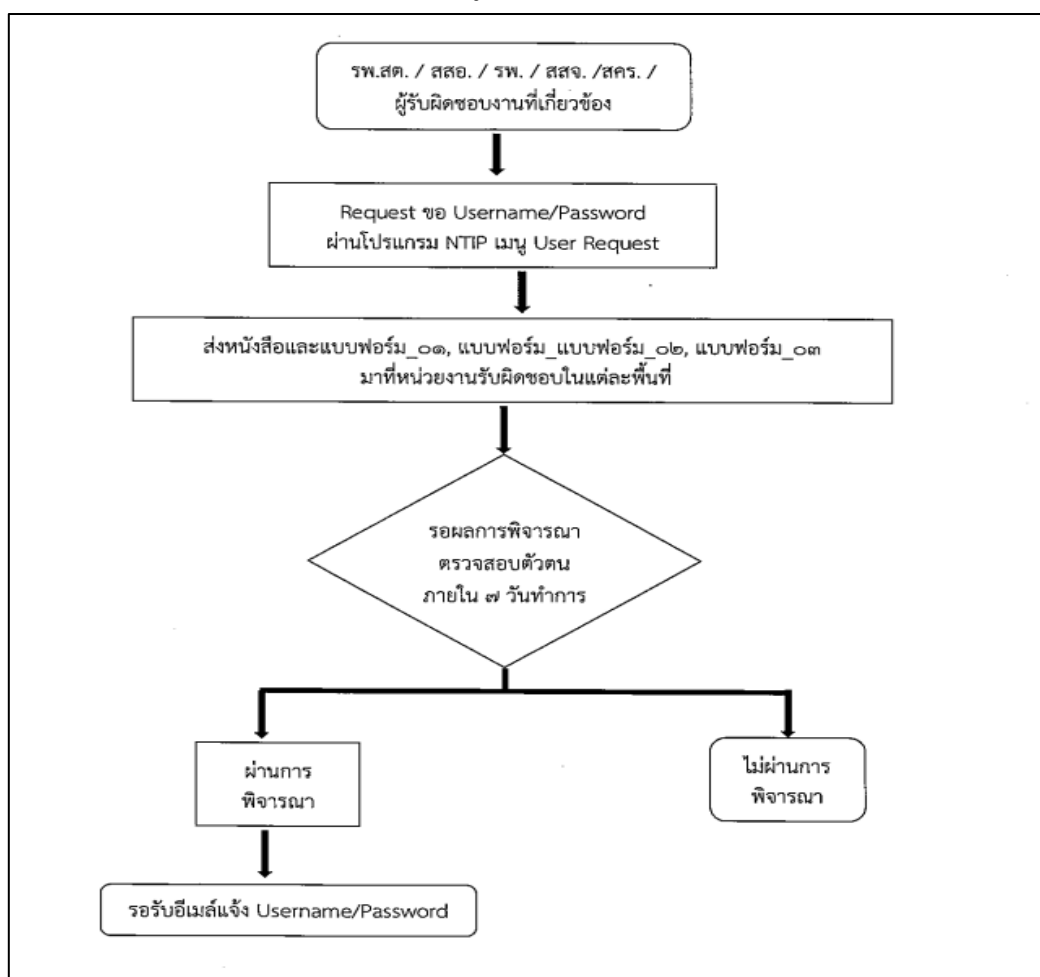 รพ.สต. / สสอ. / รพ. / สสจ. /สคร. /
ผู้รับผิดชอบงานที่เกี่ยวข้อง
Request ขอ Username/Password
ผ่านโปรแกรม NTIP เมนู User Request
ส่งหนังสือและแบบฟอร์ม_๐๑, แบบฟอร์ม_แบบฟอร์ม_๐๒, แบบฟอร์ม_๐๓
มาที่หน่วยงานรับผิดชอบในแต่ละพื้นที่
รอผลการพิจารณา
ตรวจสอบตัวตน
ภายใน ๗ วันทำการ
ผ่านการ
พิจารณา
ไม่ผ่านการ
พิจารณา
รอรับอีเมล์แจ้ง Username/Password